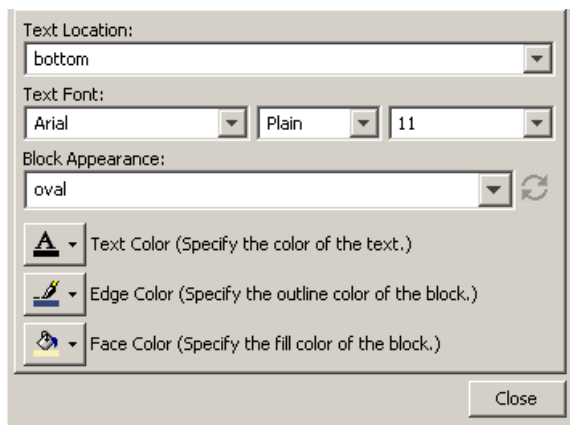 Text Location:
bottom
Text Font:
Arial Plain 11
Block Appearance:
oval
A Text Color (Specify the color of the text.)
Edge Color (Specify the outline color of the block.)
Face Color (Specify the fill color of the block.)
Close